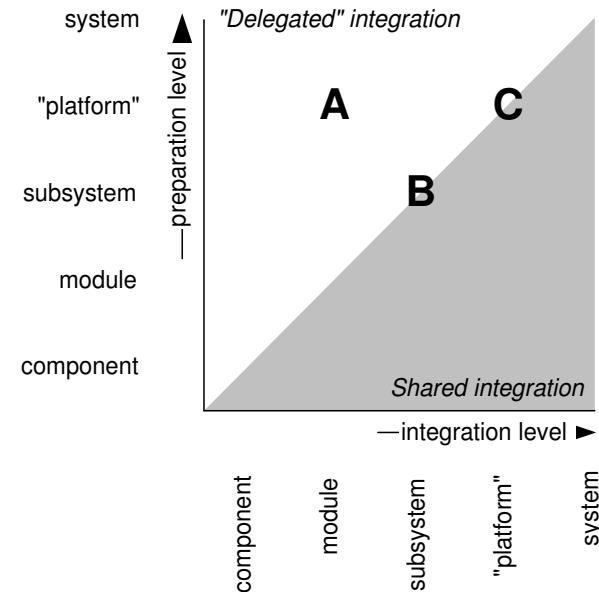 system
"Delegated" integration
"platform"
A
C
preparation level
subsystem
B
module
component
Shared integration
integration level
component
module
subsystem
"platform"
system